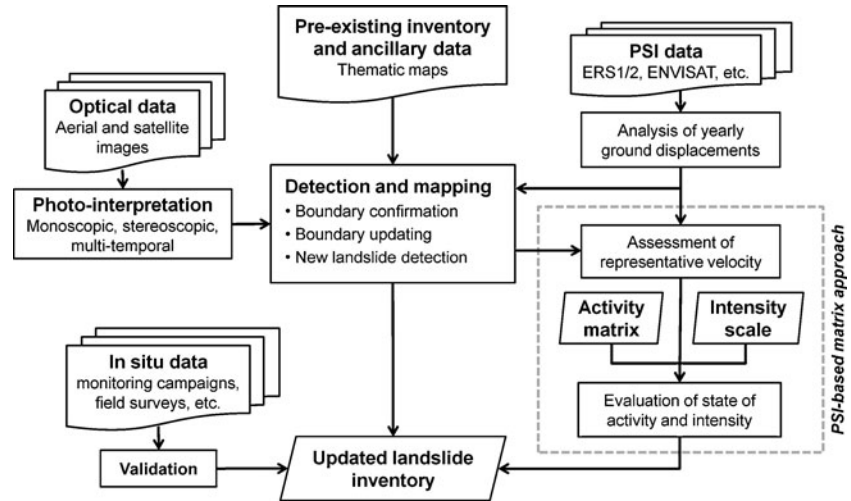 Pre-existing inventory
and ancillary data
Thematic maps
PSI data
ERS1/2, ENVISAT, etc.
Optical data
Aerial and satellite
images
Analysis of yearly
ground displacements
Photo-interpretation
Monoscopic, stereoscopic,
multi-temporal
Detection and mapping
• Boundary confirmation
• Boundary updating
• New landslide detection
Assessment of
representative velocity
Activity
matrix
Intensity
scale
PSI-based matrix approach
In situ data
monitoring campaigns,
field surveys, etc.
Evaluation of state of
activity and intensity
Validation
Updated landslide
inventory